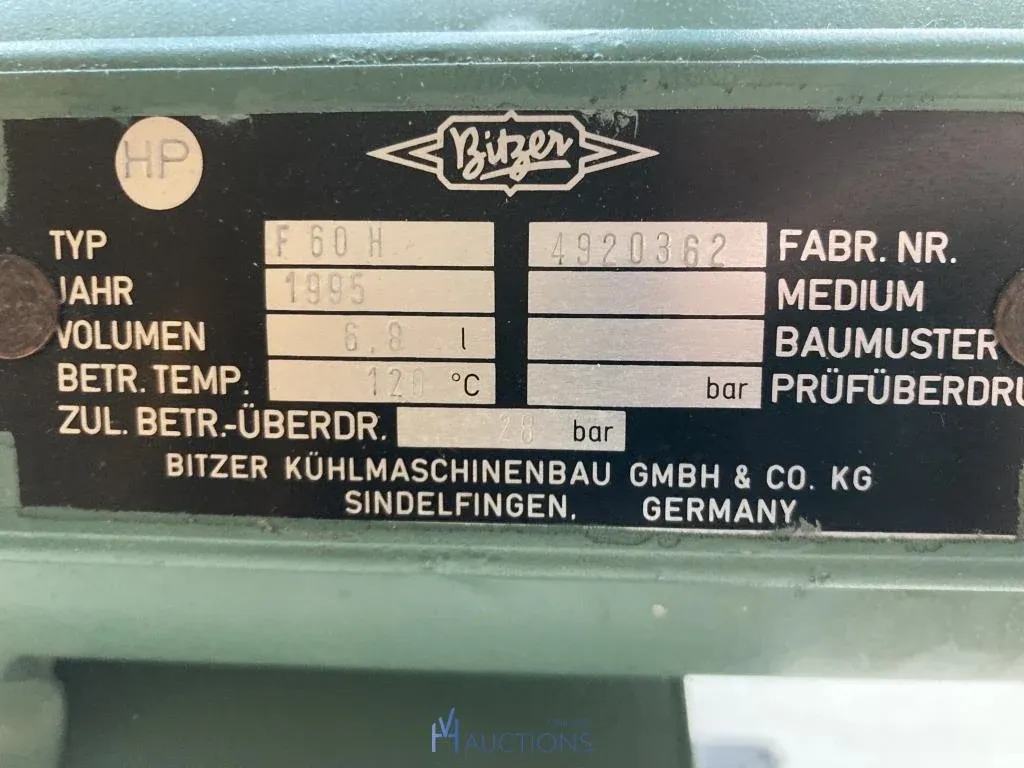 HP
Bitzer
TYP F 60 H 4920362 FABR. NR.
JAHR 1995 MEDIUM
VOLUMEN 6,8 l BAUMUSTER
BETR. TEMP. 120 °C bar PRÜFÜBERDRU
ZUL. BETR.-ÜBERDR. 28 bar
BITZER KÜHLMASCHINENBAU GMBH & CO. KG
SINDELFINGEN, GERMANY
AUCTIONS